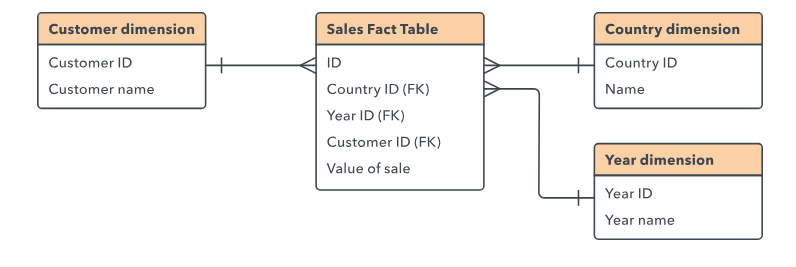 Customer dimension
Customer ID
Customer name
Sales Fact Table
ID
Country ID (FK)
Year ID (FK)
Customer ID (FK)
Value of sale
Country dimension
Country ID
Name
Year dimension
Year ID
Year name